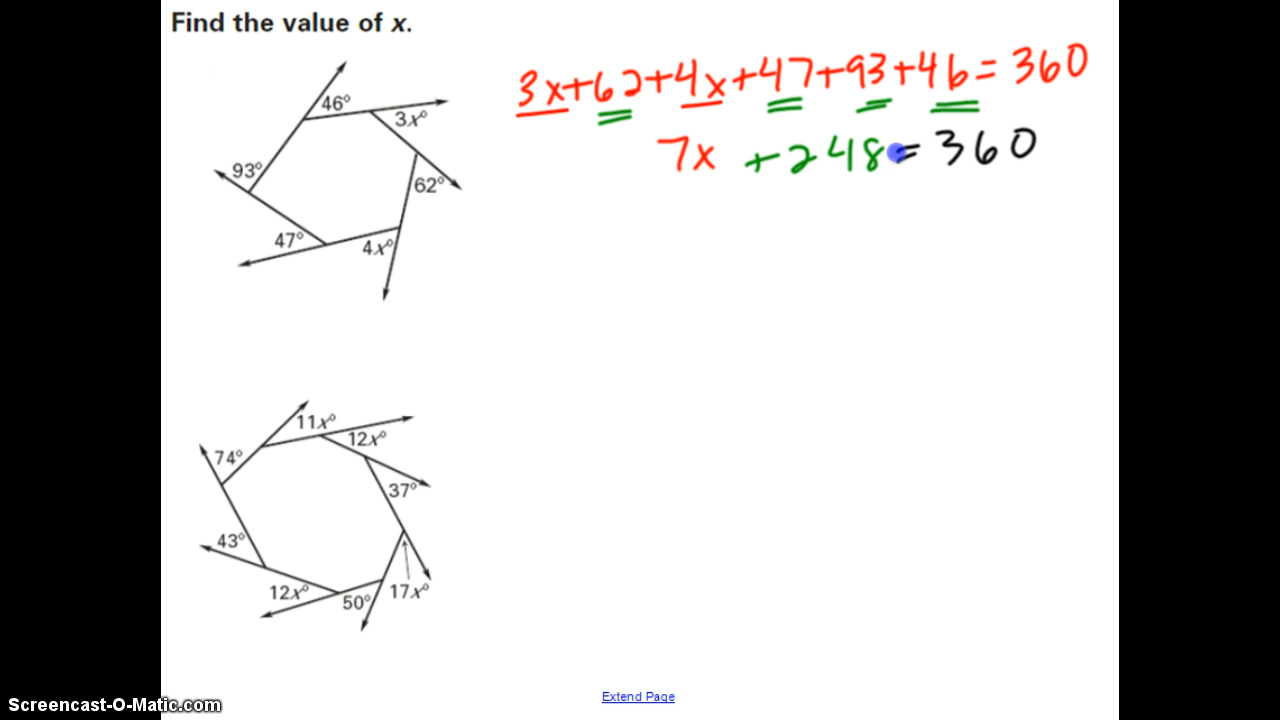 Find the value of x.
3x+62+4x+47+93+46=360
7x +248=360
46°
3x°
93°
62°
47°
4x°
11x°
12x°
74°
37°
43°
12x°
50°
17x°
Extend Page
Screencast-O-Matic.com